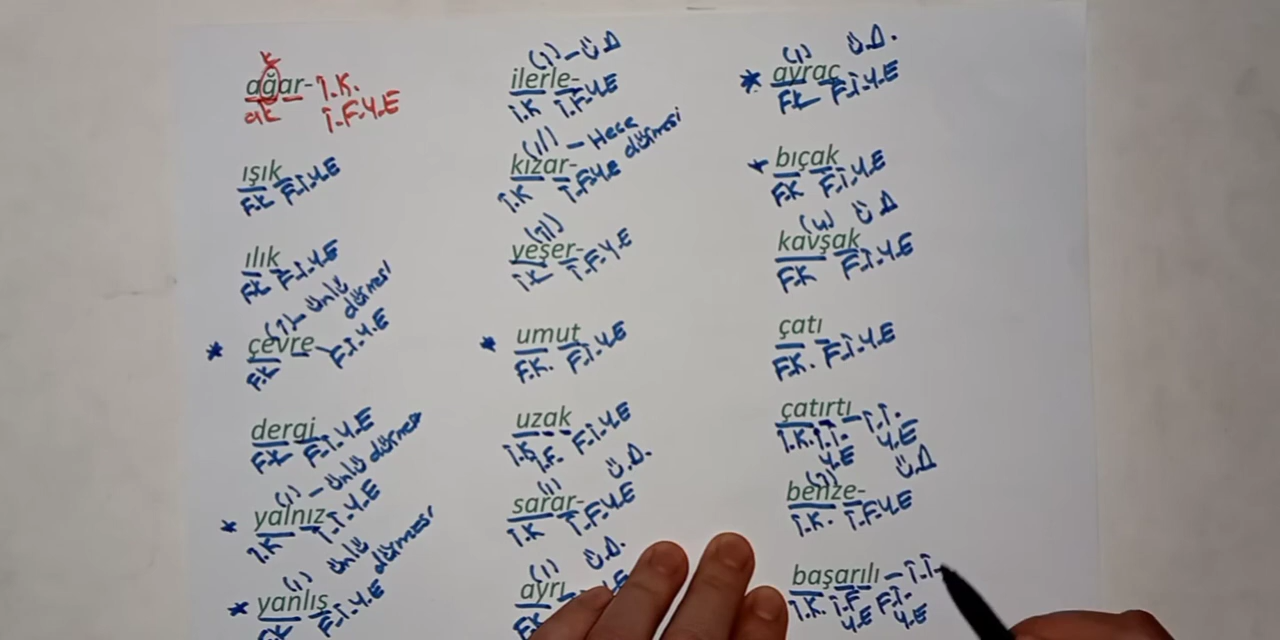 k
ağar- İ.K.
ak İ.F.Y.E
ışık
F.K F.İ.Y.E
ılık
F.K F.İ.Y.E
(i) - ünlü düşmesi
* çevre - F.İ.Y.E
F.K
dergi
F.K F.İ.Y.E
(ı) - ünlü düşmesi
* yalnız - İ.İ.Y.E
İ.K
(ı) ünlü düşmesi
* yanlış F.İ.Y.E
F.K
(i) - Ü.D
ilerle-
İ.K İ.F.Y.E
(ıl) - Hece düşmesi
kızar-
İ.K İ.F.Y.E
yeşer-
İ.K İ.F.Y.E
* umut
F.K. F.İ.Y.E
uzak
İ.K İ.F. F.İ.Y.E
(ı) Ü.D.
sarar-
İ.K İ.F.Y.E
(ı) Ü.D.
ayrı
F.K
(ı) Ü.D.
* ayraç
F.K F.İ.Y.E
* bıçak
F.K F.İ.Y.E
(u) Ü.D
kavşak
F.K F.İ.Y.E
çatı
F.K. F.İ.Y.E
çatırtı - İ.İ. Y.E
İ.K. İ.İ. Y.E
(i) Ü.D
benze-
İ.K. İ.F.Y.E
başarılı - İ.İ.
İ.K. İ.F Y.E F.İ. Y.E